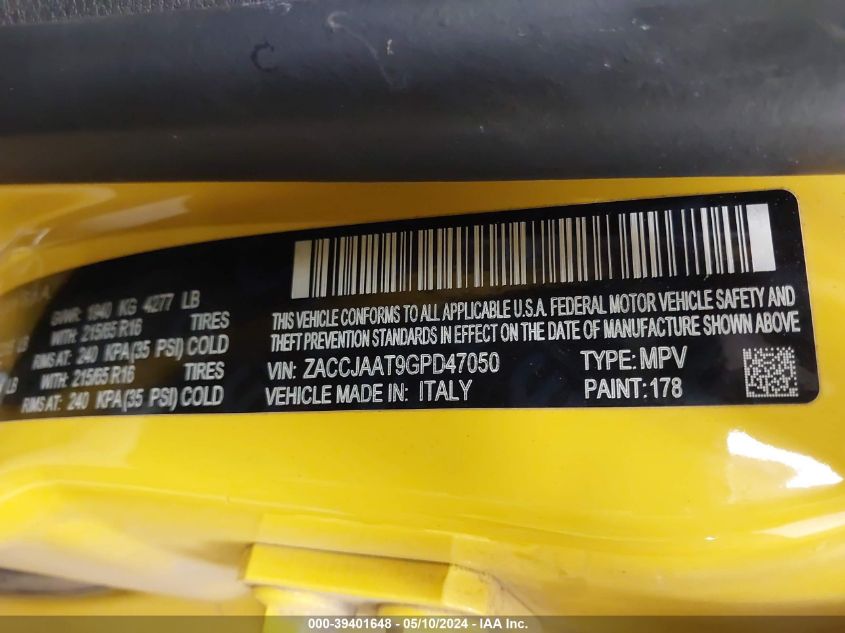 GVWR: 1940 KG 4277 LB
WITH: 215/65 R16 TIRES
RIMS AT: 240 KPA(35 PSI) COLD
WITH: 215/65 R16 TIRES
RIMS AT: 240 KPA(35 PSI) COLD
LB
THIS VEHICLE CONFORMS TO ALL APPLICABLE U.S.A. FEDERAL MOTOR VEHICLE SAFETY AND
THEFT PREVENTION STANDARDS IN EFFECT ON THE DATE OF MANUFACTURE SHOWN ABOVE
VIN: ZACCJAAT9GPD47050 TYPE: MPV
VEHICLE MADE IN: ITALY PAINT: 178
000-39401648 - 05/10/2024 - IAA Inc.